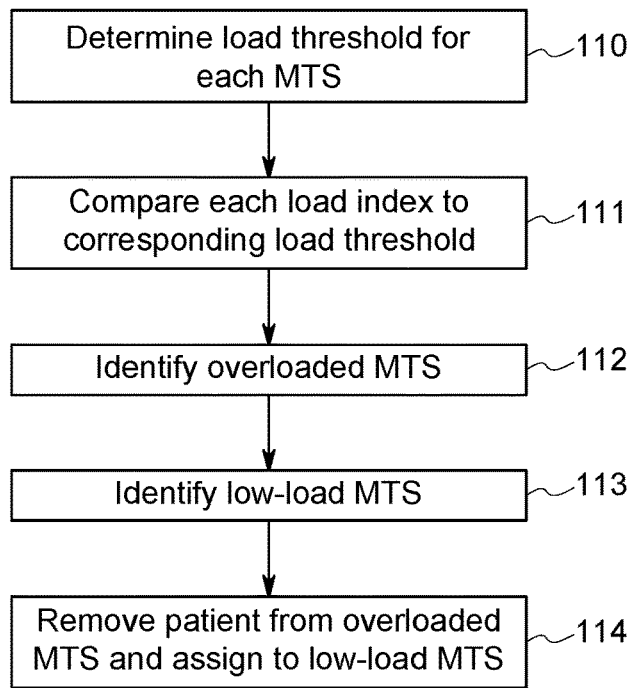 Determine load threshold for
each MTS
110
Compare each load index to
corresponding load threshold
111
Identify overloaded MTS
112
Identify low-load MTS
113
Remove patient from overloaded
MTS and assign to low-load MTS
114